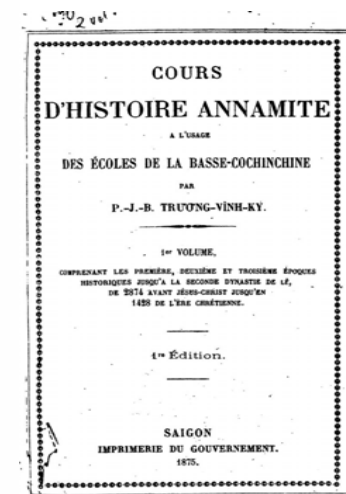 2 vol
COURS
D'HISTOIRE ANNAMITE
A L'USAGE
DES ÉCOLES DE LA BASSE-COCHINCHINE
PAR
P.-J.-B. TRƯƠNG-VĨNH-KÝ.
1er VOLUME,
COMPRENANT LES PREMIÈRE, DEUXIÈME ET TROISIÈME ÉPOQUES
HISTORIQUES JUSQU'A LA SECONDE DYNASTIE DE LÊ,
DE 2874 AVANT JÉSUS-CHRIST JUSQU'EN
1428 DE L'ÈRE CHRÉTIENNE.
1re Édition.
SAIGON
IMPRIMERIE DU GOUVERNEMENT.
1875.